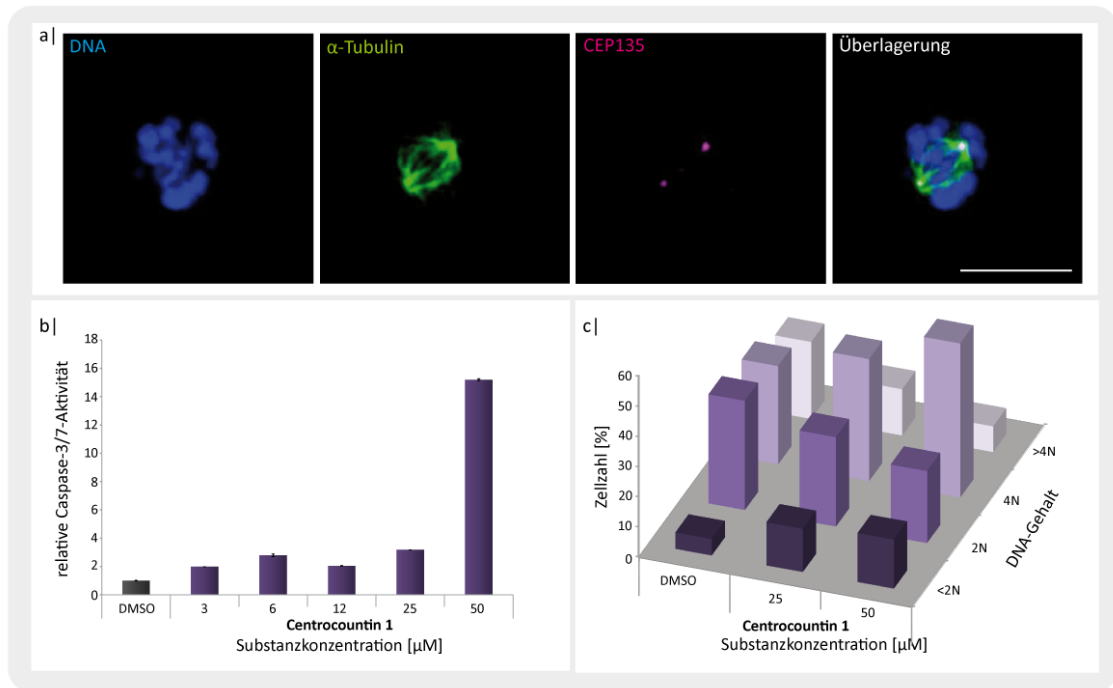 a|
DNA
α-Tubulin
CEP135
Überlagerung
b|
relative Caspase-3/7-Aktivität
18
16
14
12
10
8
6
4
2
0
DMSO 3 6 12 25 50
Centrocountin 1
Substanzkonzentration [µM]
c|
Zellzahl [%]
60
50
40
30
20
10
0
DMSO
25
50
Centrocountin 1
Substanzkonzentration [µM]
<2N
2N
4N
>4N
DNA-Gehalt